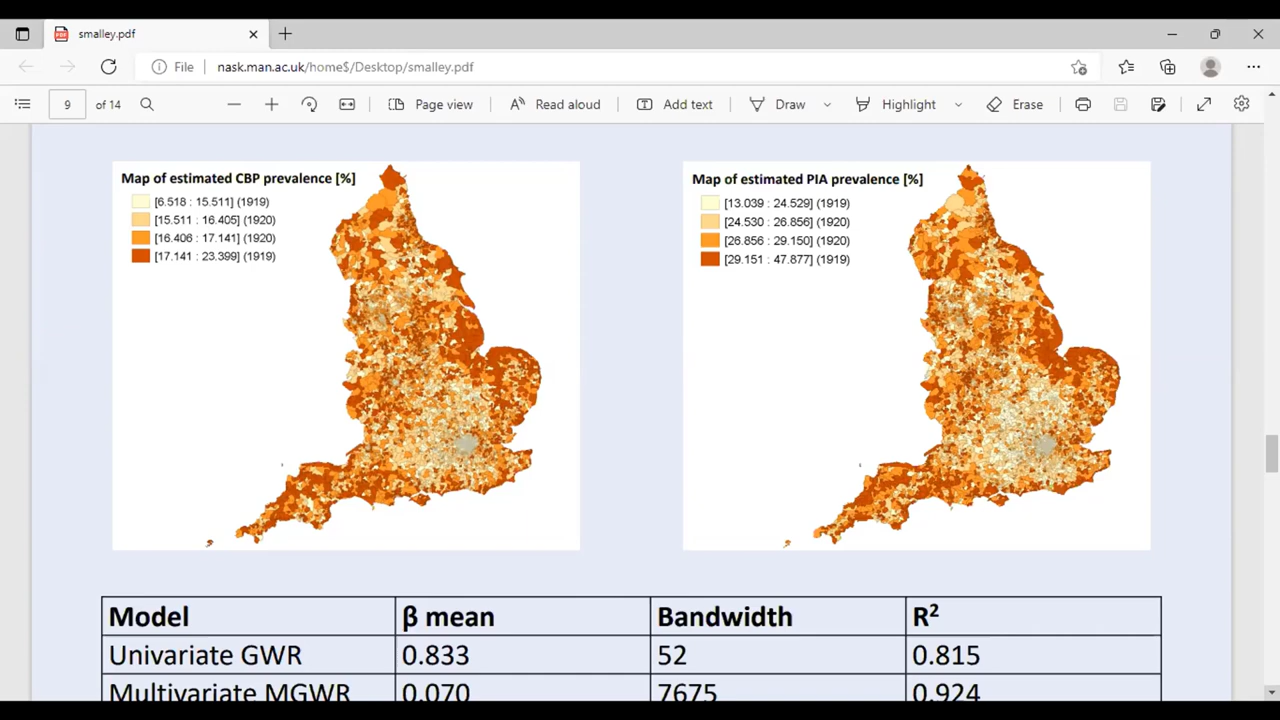 smalley.pdf
File nask.man.ac.uk/home$/Desktop/smalley.pdf
9 of 14 Page view Read aloud Add text Draw Highlight Erase
Map of estimated CBP prevalence [%]
[6.518 : 15.511] (1919)
[15.511 : 16.405] (1920)
[16.406 : 17.141] (1920)
[17.141 : 23.399] (1919)
Map of estimated PIA prevalence [%]
[13.039 : 24.529] (1919)
[24.530 : 26.856] (1920)
[26.856 : 29.150] (1920)
[29.151 : 47.877] (1919)
Model β mean Bandwidth R²
Univariate GWR 0.833 52 0.815
Multivariate MGWR 0.070 7675 0.924